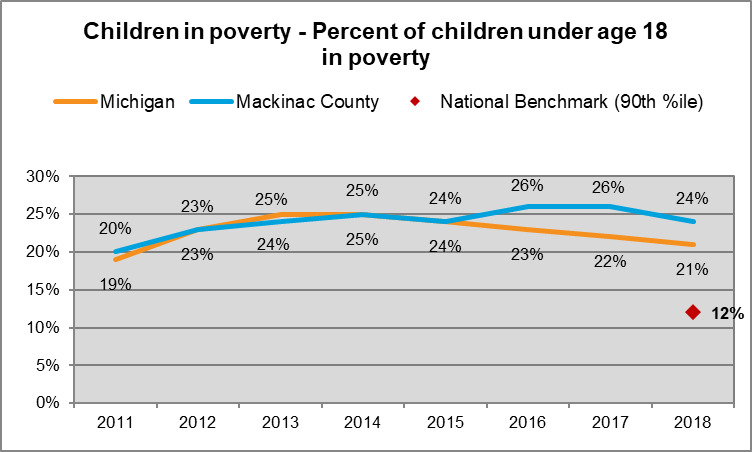 Children in poverty - Percent of children under age 18
in poverty
Michigan Mackinac County National Benchmark (90th %ile)
30%
26% 26%
25% 25% 24% 24%
23%
25%
20%
24% 25% 24%
23% 23%
22% 21%
20%
19%
15%
12%
10%
5%
0%
2011 2012 2013 2014 2015 2016 2017 2018